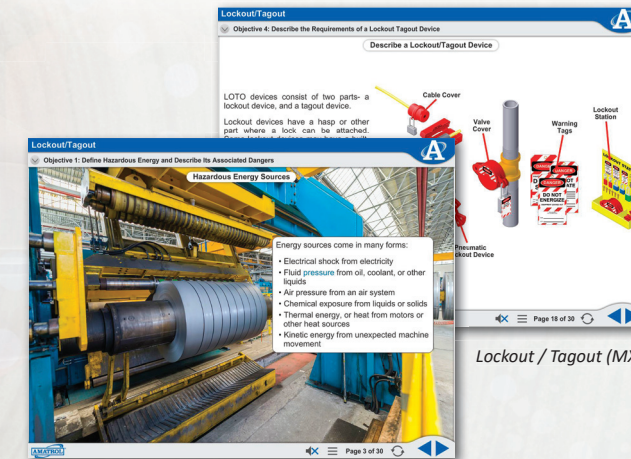 Lockout/Tagout
Objective 4: Describe the Requirements of a Lockout Tagout Device
Describe a Lockout/Tagout Device
LOTO devices consist of two parts- a
lockout device, and a tagout device.
Lockout devices have a hasp or other
part where a lock can be attached.
Cable Cover
Valve
Cover
Warning
Tags
Lockout
Station
DANGER
DANGER
DANGER
DO NOT
ENERGIZE
Pneumatic
ckout Device
Page 18 of 30
Lockout / Tagout (MX
Lockout/Tagout
Objective 1: Define Hazardous Energy and Describe Its Associated Dangers
Hazardous Energy Sources
Energy sources come in many forms:
• Electrical shock from electricity
• Fluid pressure from oil, coolant, or other
liquids
• Air pressure from an air system
• Chemical exposure from liquids or solids
• Thermal energy, or heat from motors or
other heat sources
• Kinetic energy from unexpected machine
movement
AMATROL
Page 3 of 30